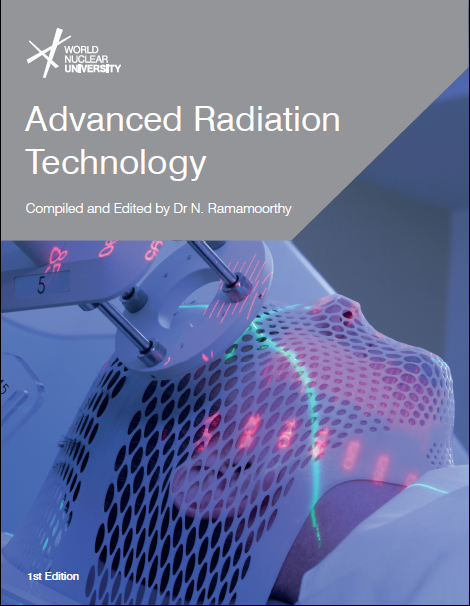 WORLD
NUCLEAR
UNIVERSITY
Advanced Radiation
Technology
Compiled and Edited by Dr N. Ramamoorthy
5
1st Edition